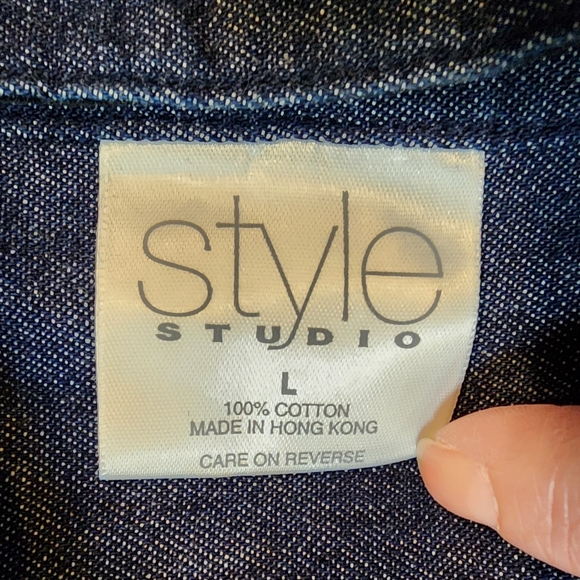 style
STUDIO
L
100% COTTON
MADE IN HONG KONG
CARE ON REVERSE